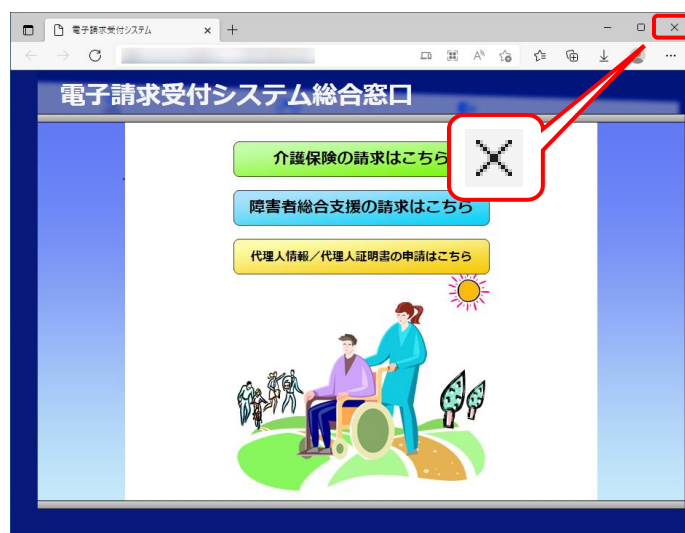 電子請求受付システム
電子請求受付システム総合窓口
介護保険の請求はこちら
障害者総合支援の請求はこちら
代理人情報／代理人証明書の申請はこちら